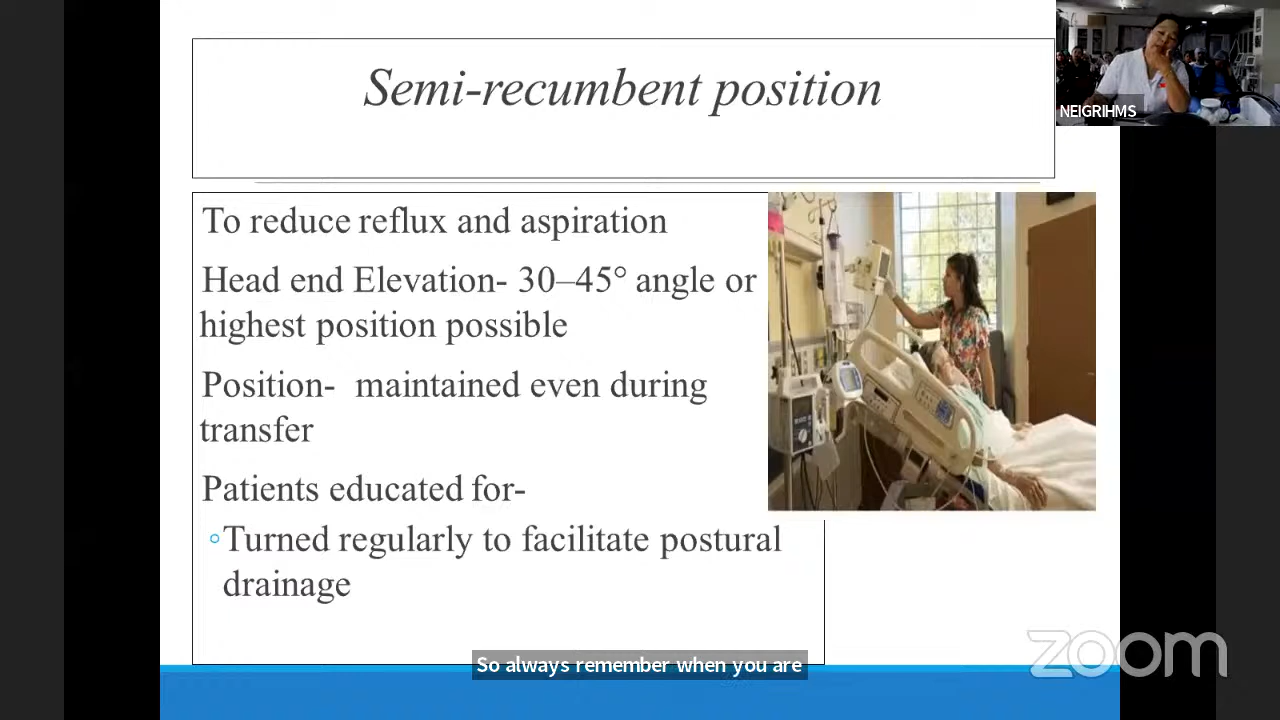 Semi-recumbent position
NEIGRIHMS
To reduce reflux and aspiration
Head end Elevation- 30–45° angle or
highest position possible
Position-  maintained even during
transfer
Patients educated for-
▫Turned regularly to facilitate postural
drainage
So always remember when you are
zoom